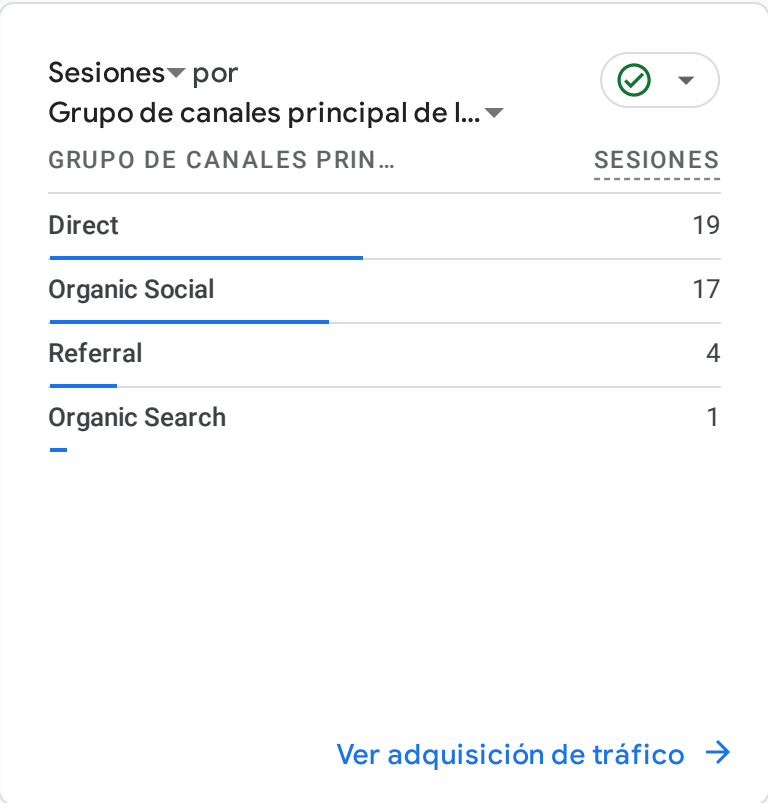 Sesiones por
Grupo de canales principal de l...
GRUPO DE CANALES PRIN... SESIONES
Direct 19
Organic Social 17
Referral 4
Organic Search 1
Ver adquisición de tráfico